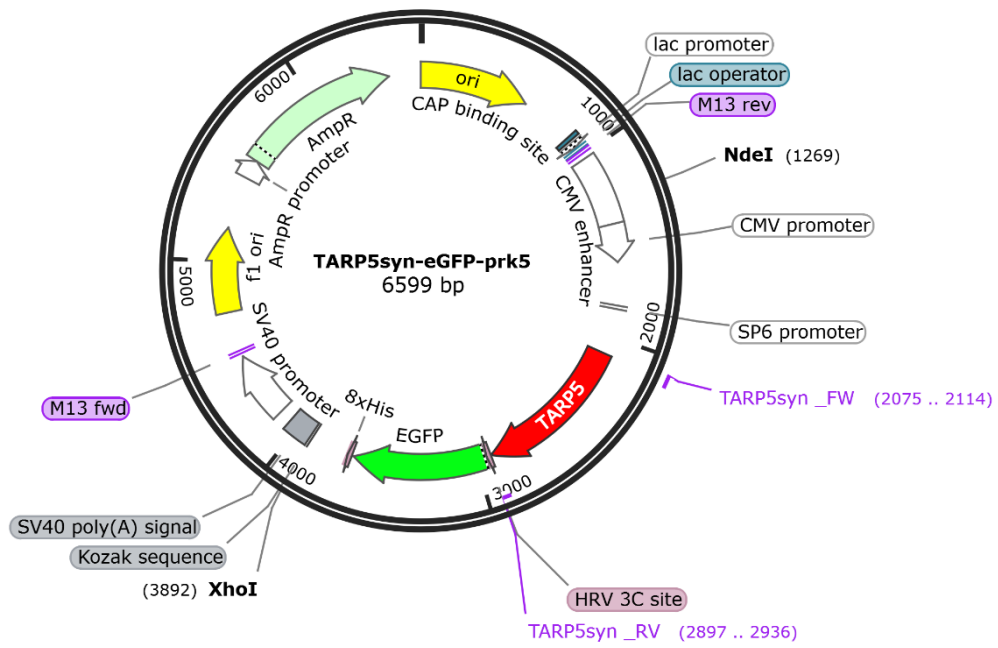 lac promoter
lac operator
M13 rev
ori
CAP binding site
1000
6000
AmpR
AmpR promoter
NdeI (1269)
CMV enhancer
CMV promoter
TARP5syn-eGFP-prk5
6599 bp
f1 ori
5000
2000
SP6 promoter
SV40 promoter
M13 fwd
8xHis
TARP5
TARP5syn _FW (2075 .. 2114)
EGFP
4000
3000
SV40 poly(A) signal
Kozak sequence
(3892) XhoI
HRV 3C site
TARP5syn _RV (2897 .. 2936)